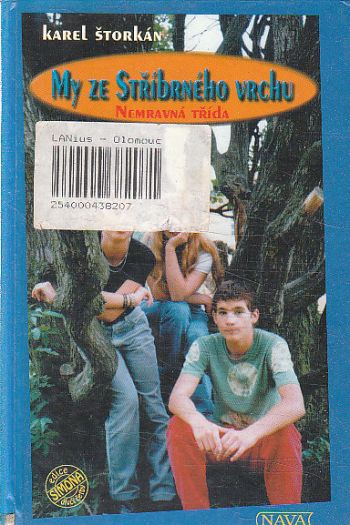 KAREL ŠTORKÁN
MY ZE STŘÍBRNÉHO VRCHU
NEMRAVNÁ TŘÍDA
LANius - Olomouc
254000438207
edice
SIMONA
NAVA